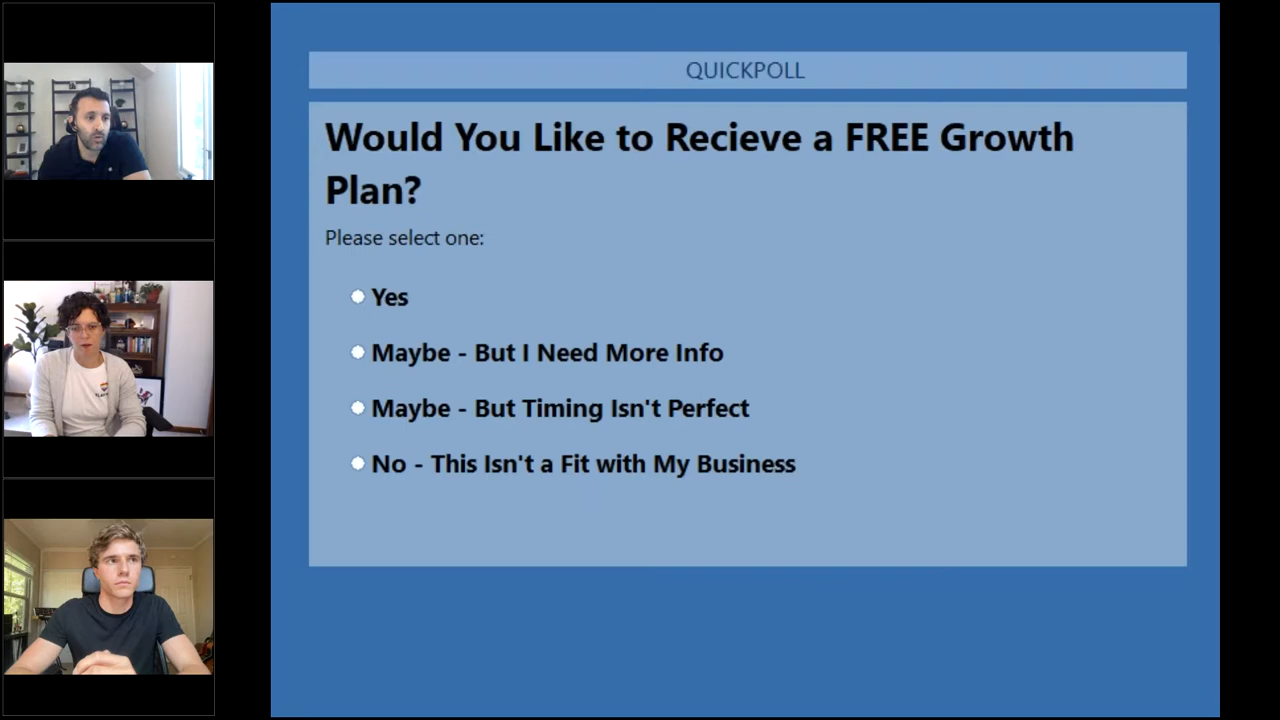 QUICKPOLL
Would You Like to Recieve a FREE Growth
Plan?
Please select one:
Yes
Maybe - But I Need More Info
Maybe - But Timing Isn't Perfect
No - This Isn't a Fit with My Business